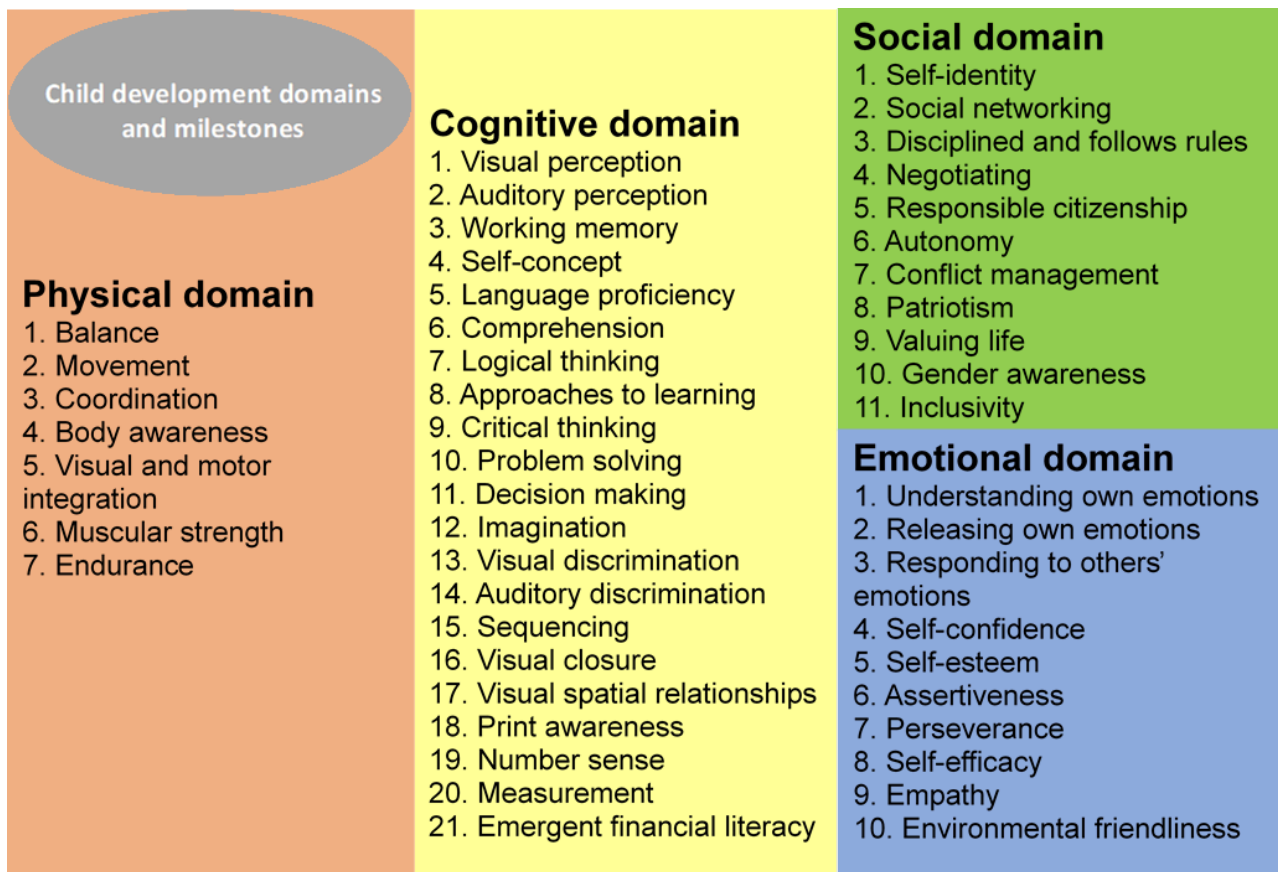 Child development domains
and milestones
Physical domain
1. Balance
2. Movement
3. Coordination
4. Body awareness
5. Visual and motor
integration
6. Muscular strength
7. Endurance
Cognitive domain
1. Visual perception
2. Auditory perception
3. Working memory
4. Self-concept
5. Language proficiency
6. Comprehension
7. Logical thinking
8. Approaches to learning
9. Critical thinking
10. Problem solving
11. Decision making
12. Imagination
13. Visual discrimination
14. Auditory discrimination
15. Sequencing
16. Visual closure
17. Visual spatial relationships
18. Print awareness
19. Number sense
20. Measurement
21. Emergent financial literacy
Social domain
1. Self-identity
2. Social networking
3. Disciplined and follows rules
4. Negotiating
5. Responsible citizenship
6. Autonomy
7. Conflict management
8. Patriotism
9. Valuing life
10. Gender awareness
11. Inclusivity
Emotional domain
1. Understanding own emotions
2. Releasing own emotions
3. Responding to others’
emotions
4. Self-confidence
5. Self-esteem
6. Assertiveness
7. Perseverance
8. Self-efficacy
9. Empathy
10. Environmental friendliness